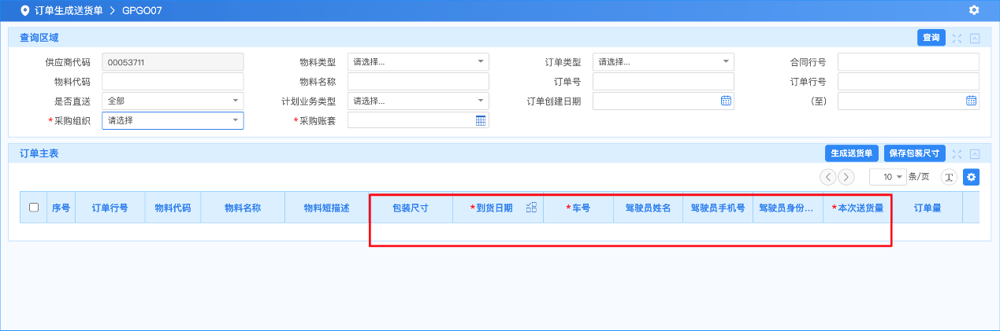 订单生成送货单 > GPGO07
查询区域 查询
供应商代码 00053711 物料类型 请选择... 订单类型 请选择... 合同行号
物料代码 物料名称 订单号 订单行号
是否直送 全部 计划业务类型 请选择... 订单创建日期 (至)
*采购组织 请选择 *采购账套
订单主表 生成送货单 保存包装尺寸
10 条/页 T
序号 订单行号 物料代码 物料名称 物料短描述 包装尺寸 *到货日期 *车号 驾驶员姓名 驾驶员手机号 驾驶员身份... *本次送货量 订单量